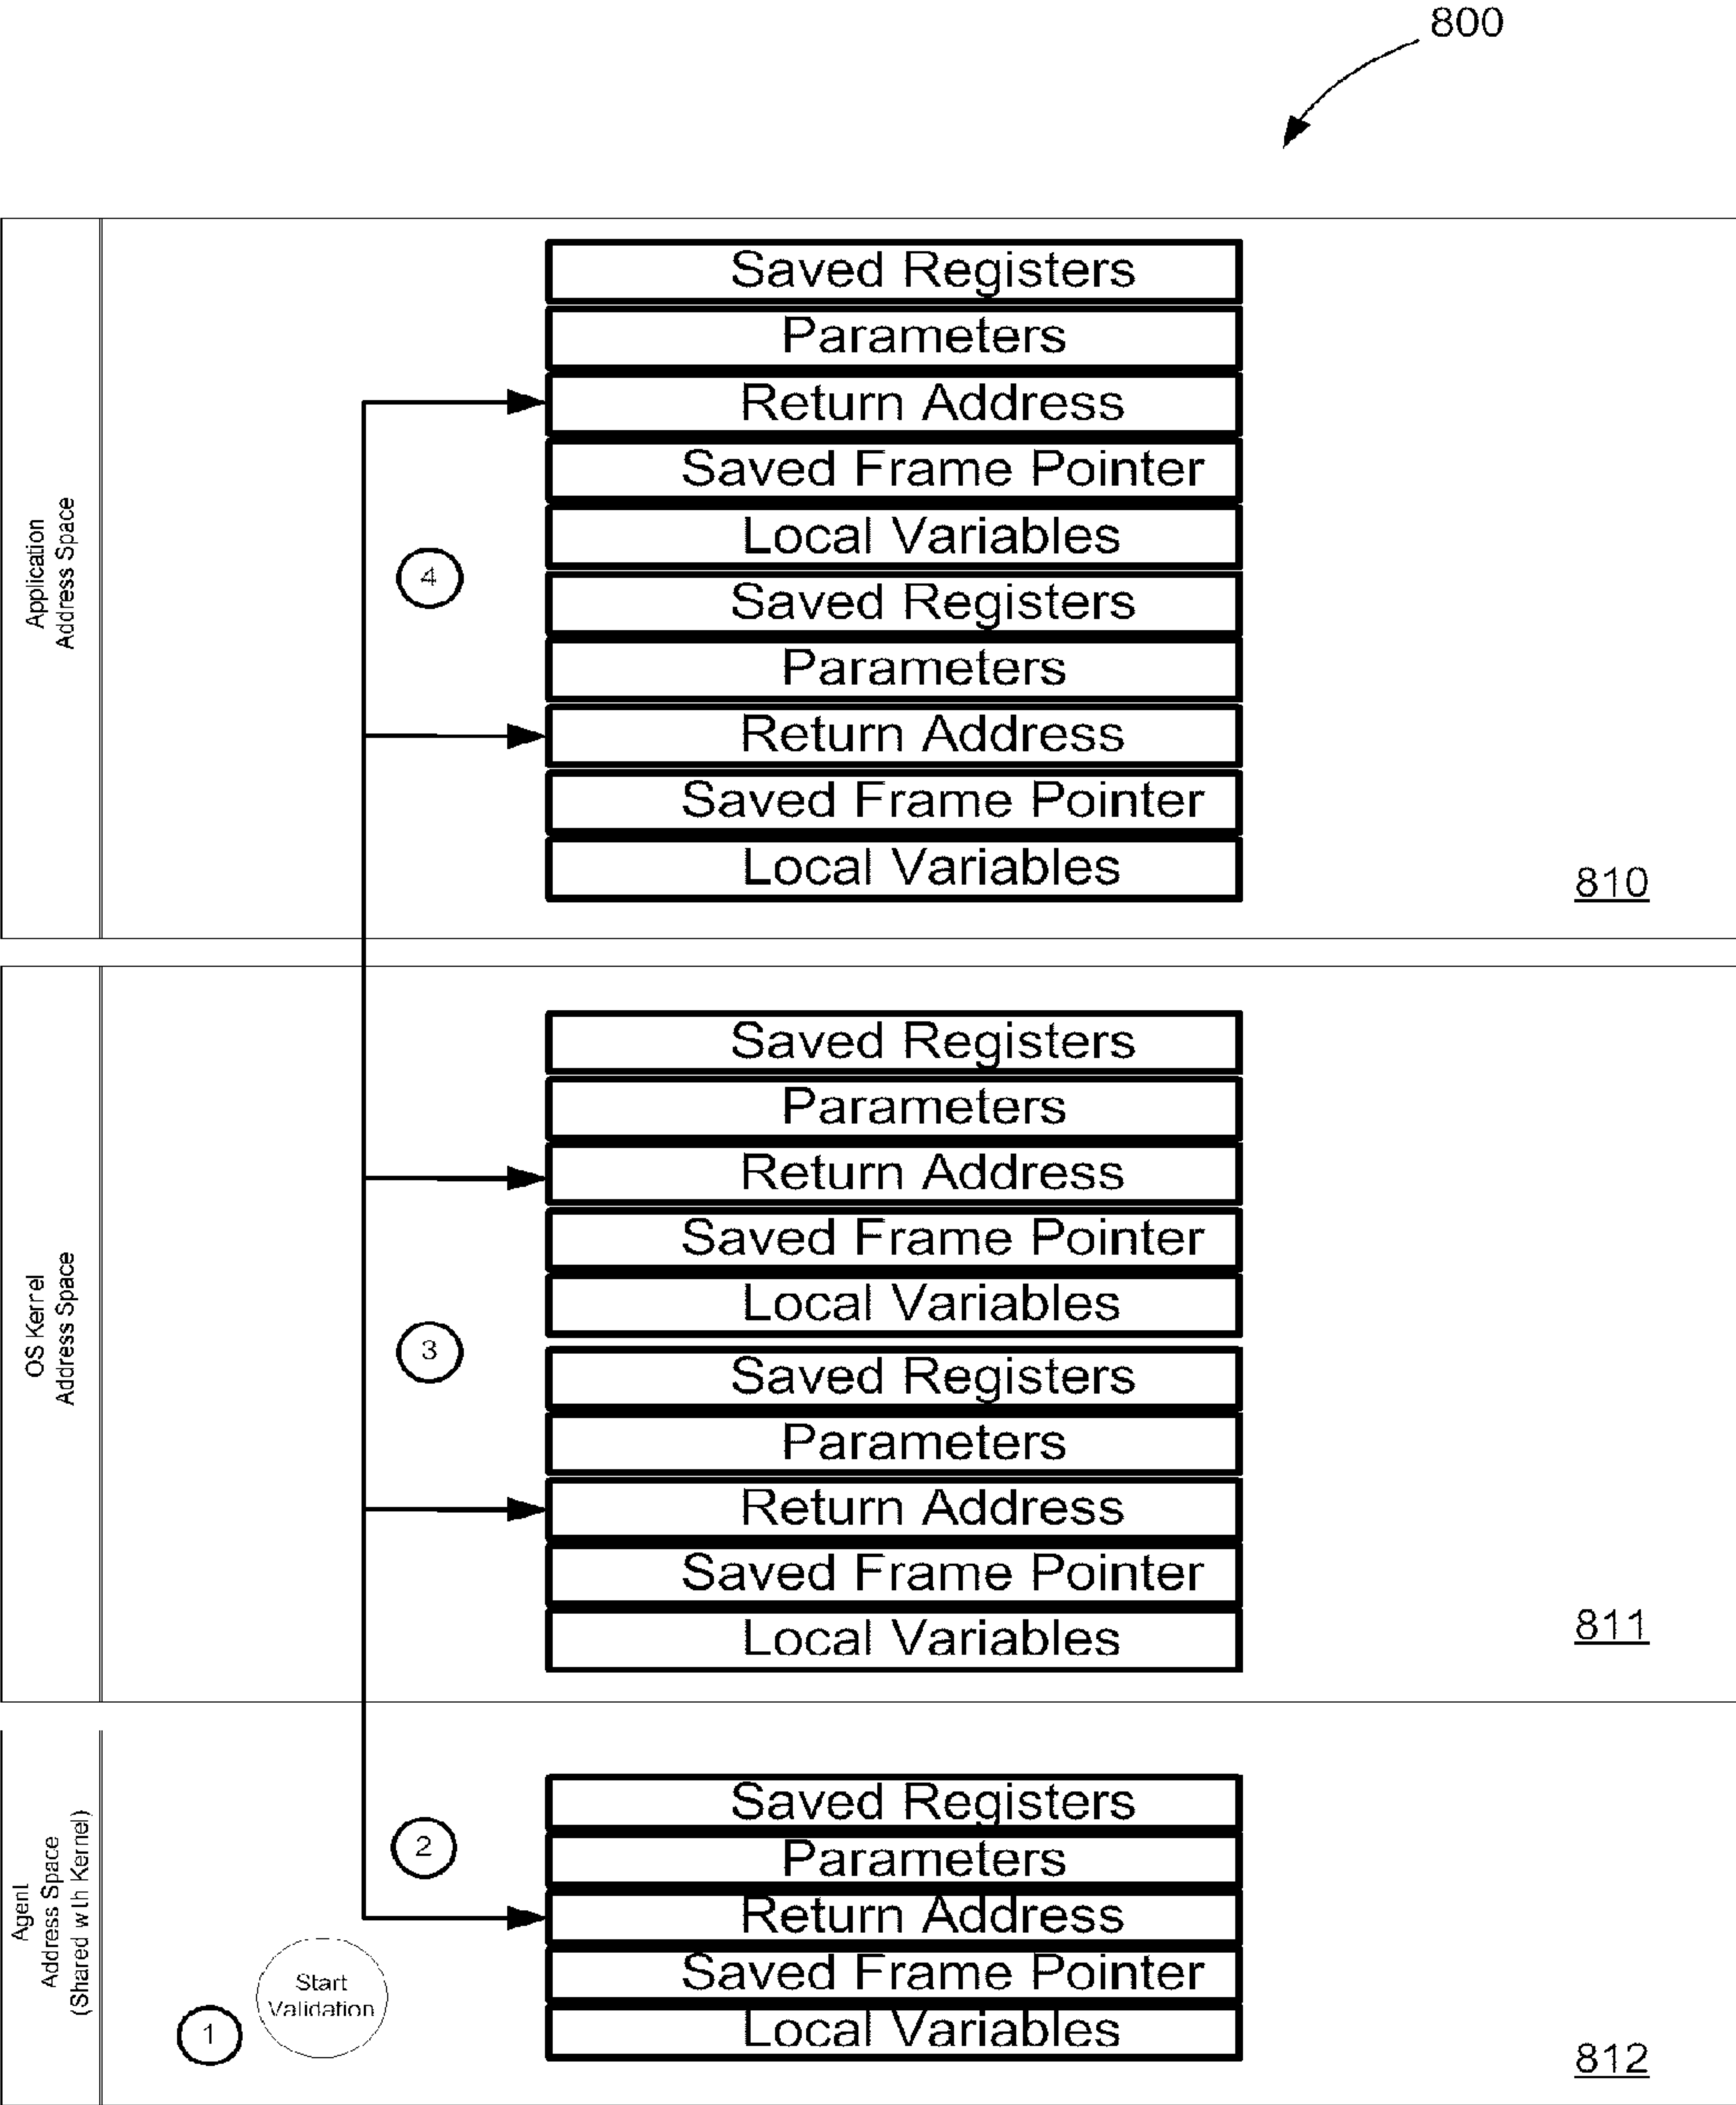 800
Application
Address Space
Saved Registers
Parameters
Return Address
Saved Frame Pointer
Local Variables
4
Saved Registers
Parameters
Return Address
Saved Frame Pointer
Local Variables
810
OS Kernel
Address Space
Saved Registers
Parameters
Return Address
Saved Frame Pointer
Local Variables
3
Saved Registers
Parameters
Return Address
Saved Frame Pointer
Local Variables
811
Agent
Address Space
(Shared with Kernel)
Saved Registers
2
Parameters
Return Address
Saved Frame Pointer
Start
Validation
1
Local Variables
812